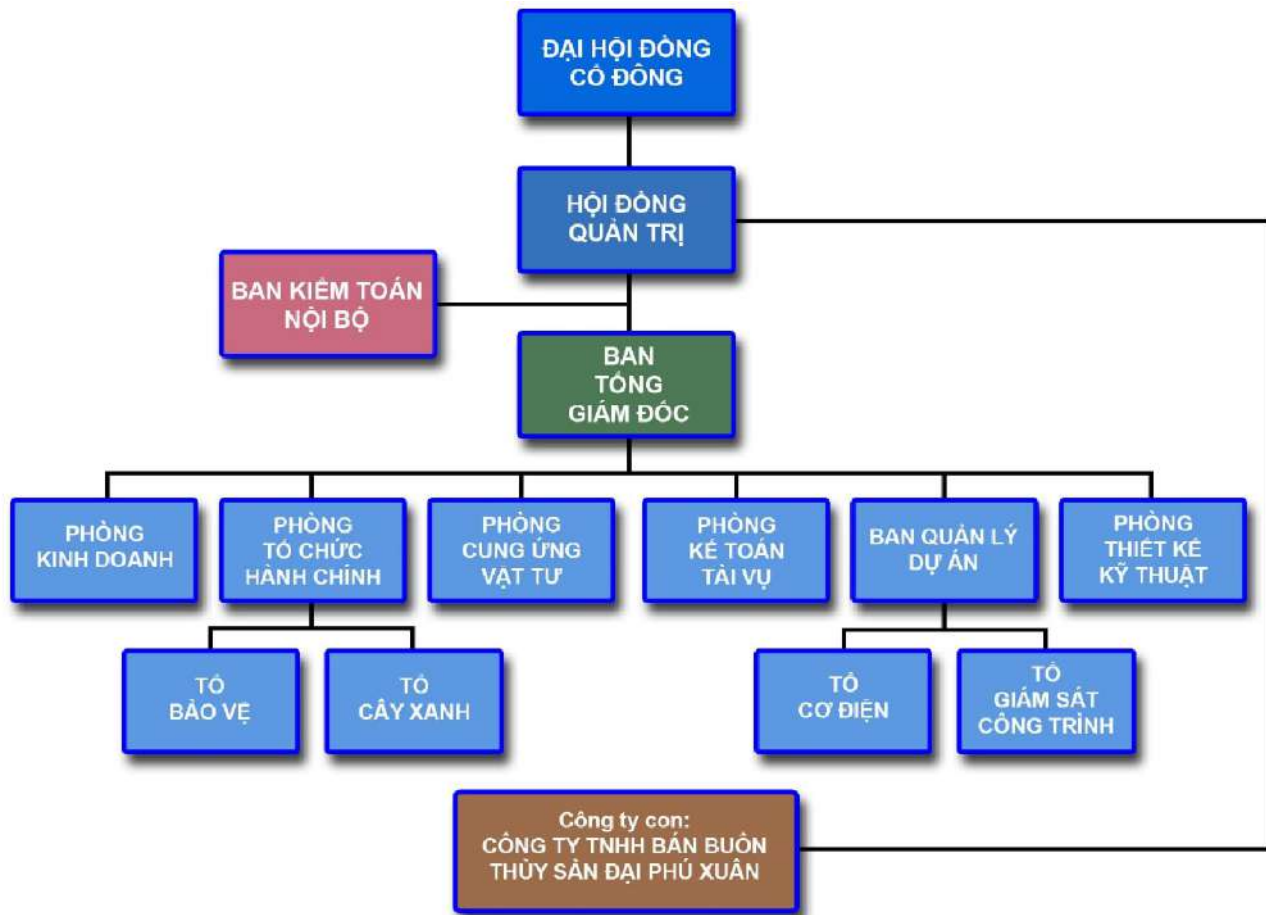 ĐẠI HỘI ĐỒNG
CỔ ĐÔNG
HỘI ĐỒNG
QUẢN TRỊ
BAN KIỂM TOÁN
NỘI BỘ
BAN
TỔNG
GIÁM ĐỐC
PHÒNG
KINH DOANH
PHÒNG
TỔ CHỨC
HÀNH CHÍNH
PHÒNG
CUNG ỨNG
VẬT TƯ
PHÒNG
KẾ TOÁN
TÀI VỤ
BAN QUẢN LÝ
DỰ ÁN
PHÒNG
THIẾT KẾ
KỸ THUẬT
TỔ
BẢO VỆ
TỔ
CÂY XANH
TỔ
CƠ ĐIỆN
TỔ
GIÁM SÁT
CÔNG TRÌNH
Công ty con:
CÔNG TY TNHH BÁN BUÔN
THỦY SẢN ĐẠI PHÚ XUÂN